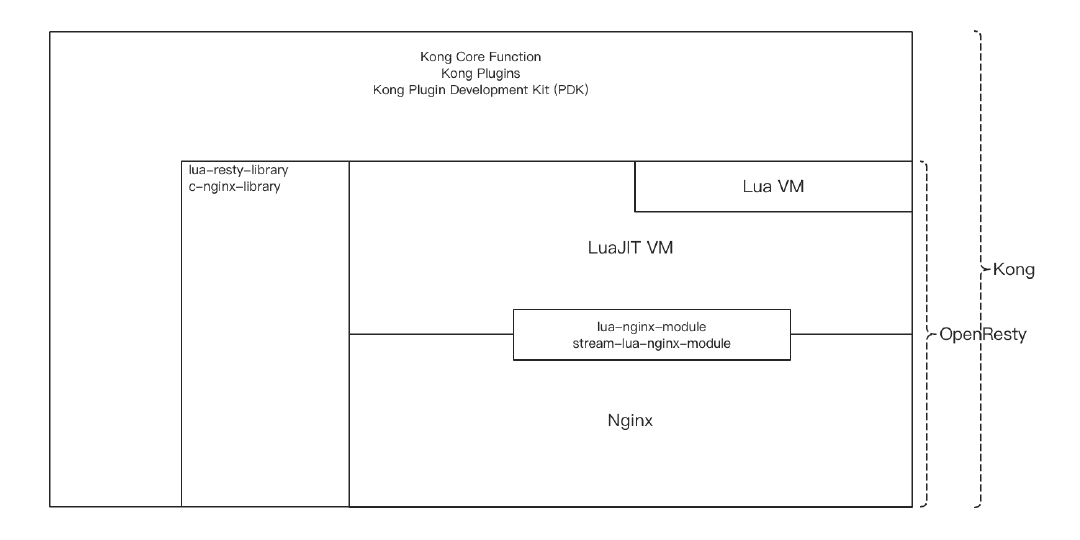 Kong Core Function
Kong Plugins
Kong Plugin Development Kit (PDK)
lua-resty-library
c-nginx-library
Lua VM
LuaJIT VM
Kong
lua-nginx-module
stream-lua-nginx-module
OpenResty
Nginx